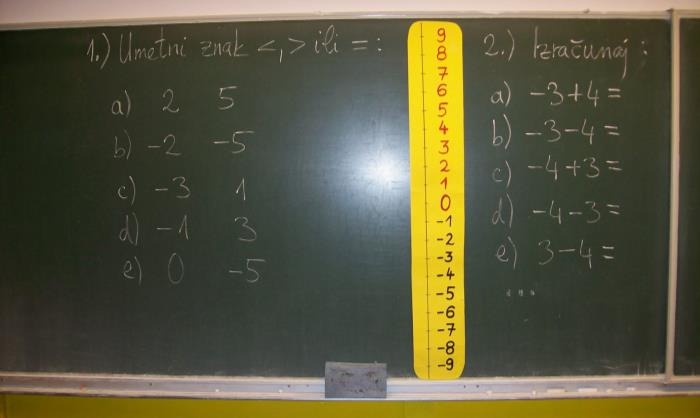 1.) Umetni znak <, > ili = :
a) 2 5
b) -2 -5
c) -3 1
d) -1 3
e) 0 -5
9
8
7
6
5
4
3
2
1
0
-1
-2
-3
-4
-5
-6
-7
-8
-9
2.) Izračunaj :
a) -3+4=
b) -3-4=
c) -4+3=
d) -4-3=
e) 3-4=
...